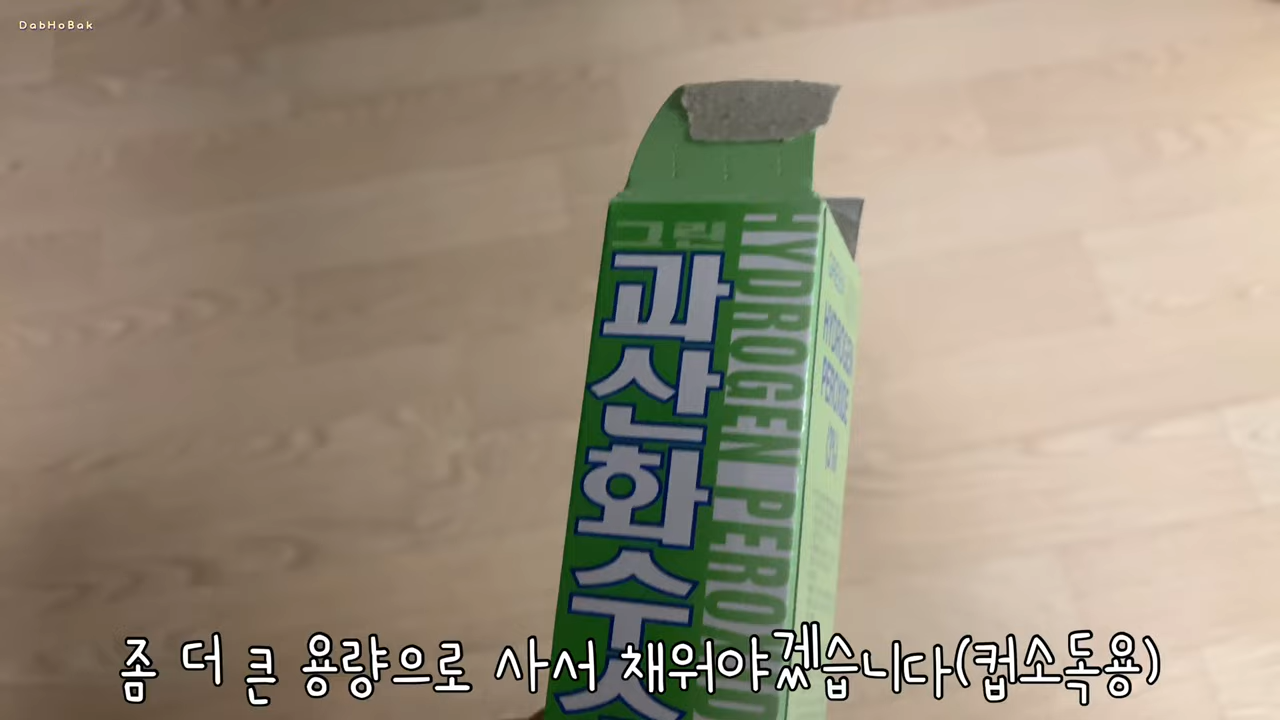 DabHoBak
그린
과산화수
HYDROGEN PEROXID
HYDROGEN
PEROXIDE
좀 더 큰 용량으로 사서 채워야겠습니다(컵소독용)